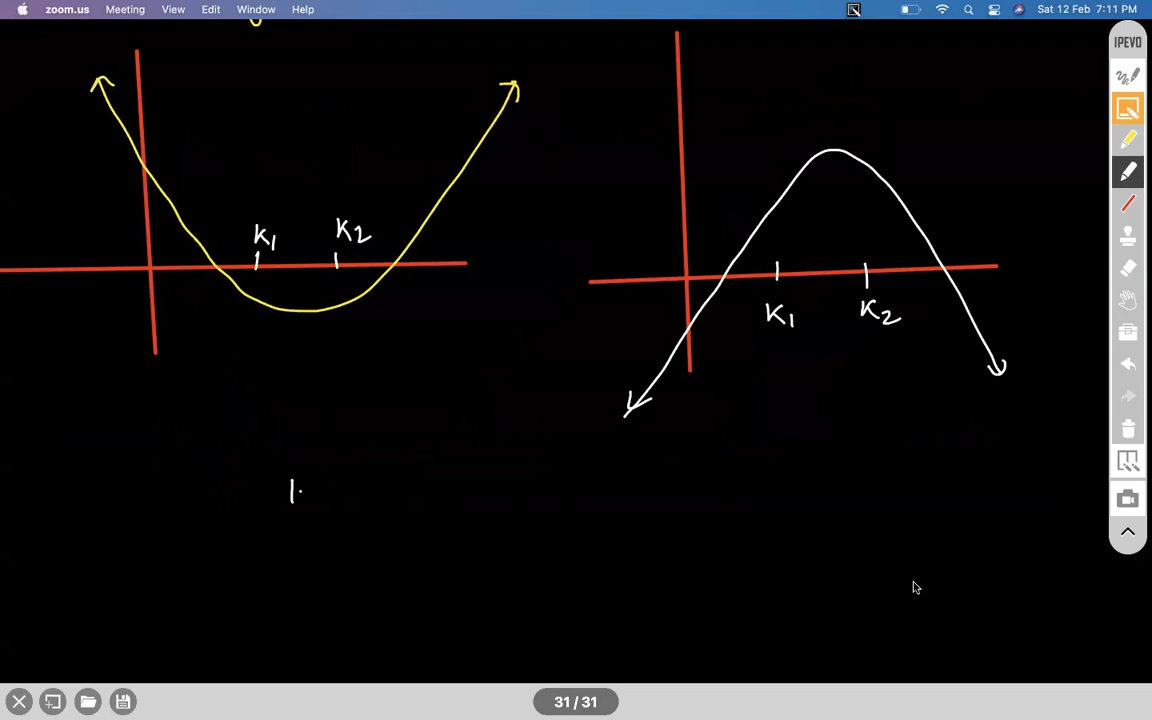 zoom.us Meeting View Edit Window Help Sat 12 Feb 7:11 PM
IPEVO
K1 K2
K1 K2
1.
31/31